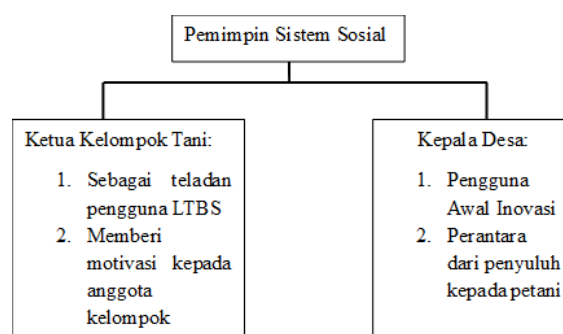 Pemimpin Sistem Sosial
Ketua Kelompok Tani:
1. Sebagai teladan
pengguna LTBS
2. Memberi
motivasi kepada
anggota
kelompok
Kepala Desa:
1. Pengguna
Awal Inovasi
2. Perantara
dari penyuluh
kepada petani